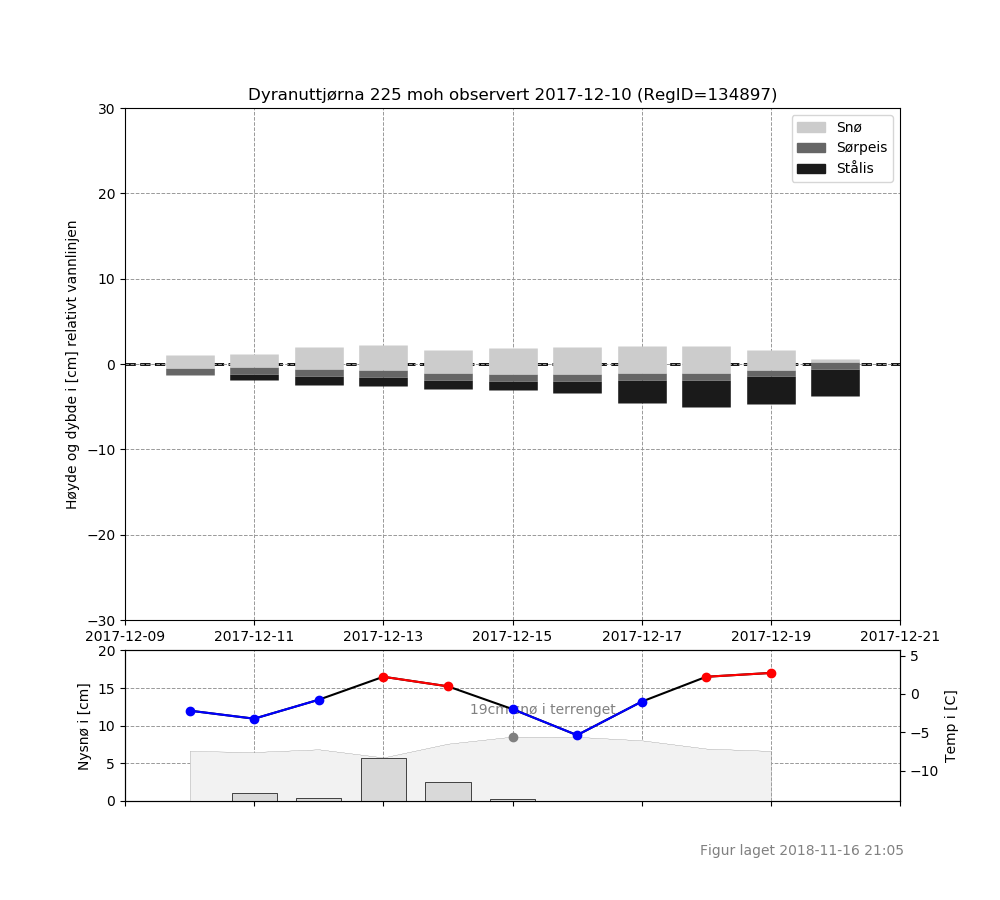 Dyranuttjørna 225 moh observert 2017-12-10 (RegID=134897)
30
20
10
0
−10
−20
−30
Høyde og dybde i [cm] relativt vannlinjen
Snø
Sørpeis
Stålis
2017-12-09 2017-12-11 2017-12-13 2017-12-15 2017-12-17 2017-12-19 2017-12-21
20
15
10
5
0
Nysnø i [cm]
19cm snø i terrenget
5
0
−5
−10
Temp i [C]
Figur laget 2018-11-16 21:05